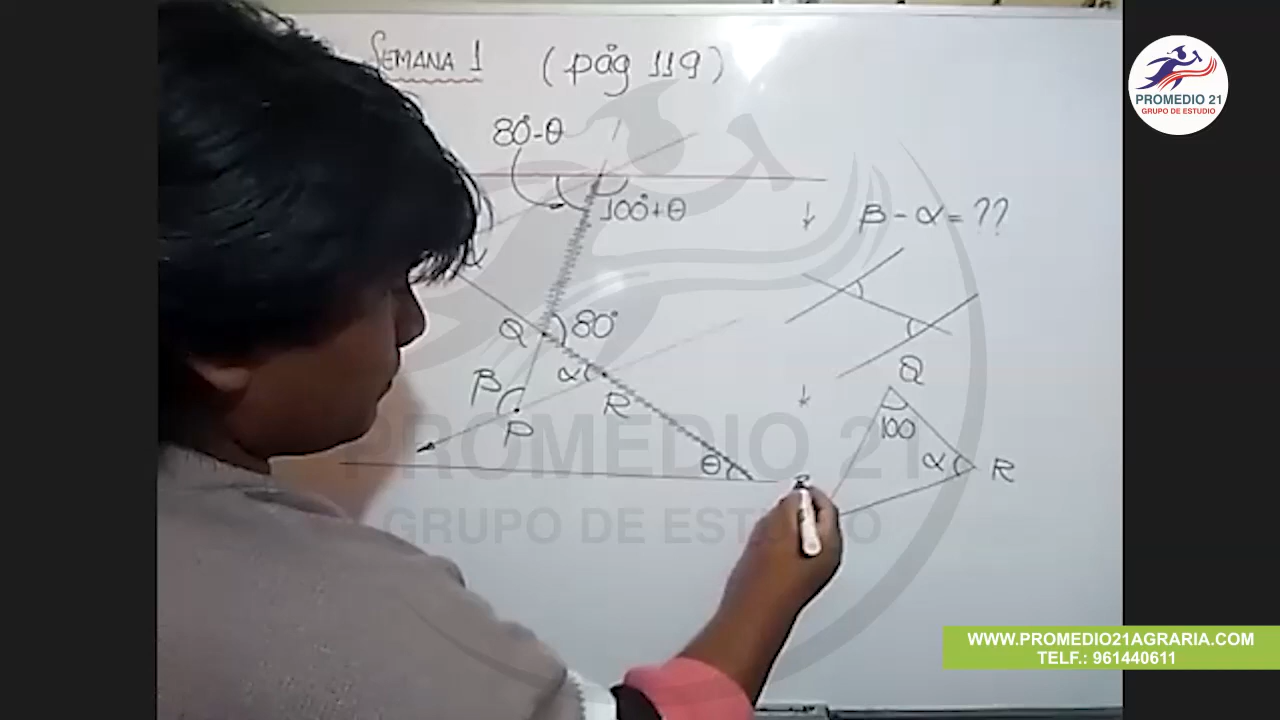 SEMANA 1 (pág 119)
PROMEDIO 21
GRUPO DE ESTUDIO
80°-θ
100°+θ
β - α = ??
Q 80°
α
R
β
P
θ
Q
100
α R
PROMEDIO 21
GRUPO DE ESTUDIO
WWW.PROMEDIO21AGRARIA.COM
TELF.: 961440611